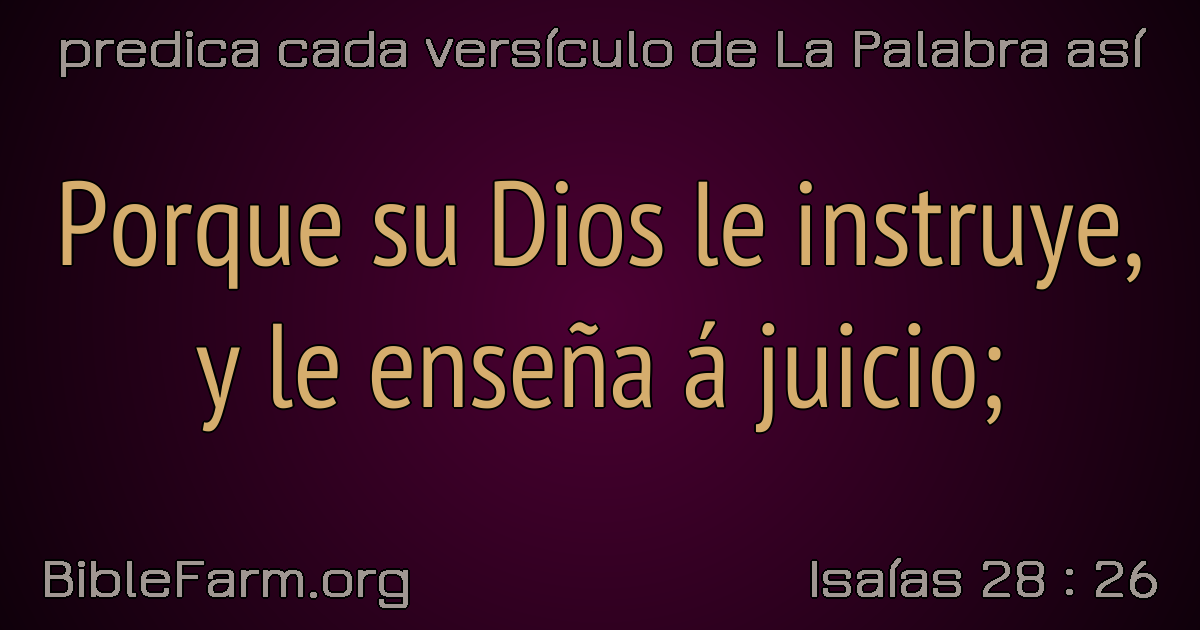 predica cada versículo de La Palabra así
Porque su Dios le instruye,
y le enseña á juicio;
BibleFarm.org
Isaías 28 : 26